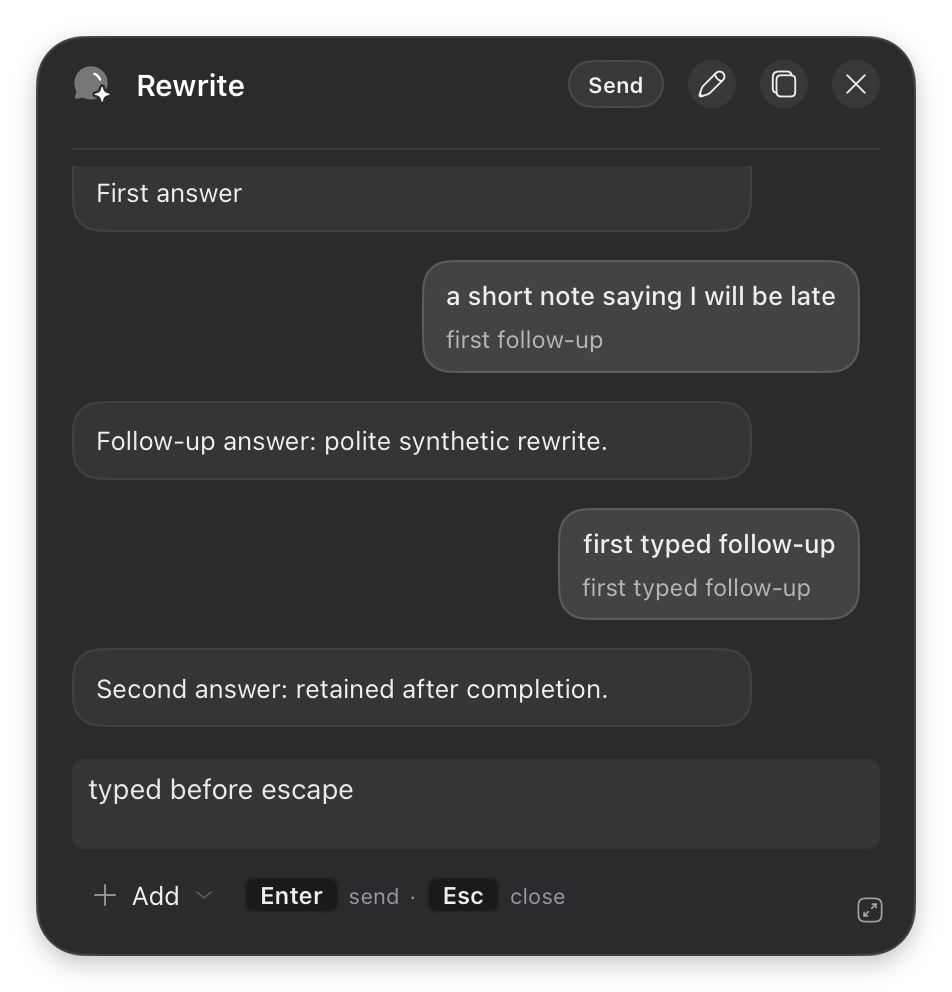 Rewrite
Send
First answer
a short note saying I will be late
first follow-up
Follow-up answer: polite synthetic rewrite.
first typed follow-up
first typed follow-up
Second answer: retained after completion.
typed before escape
Add Enter send · Esc close